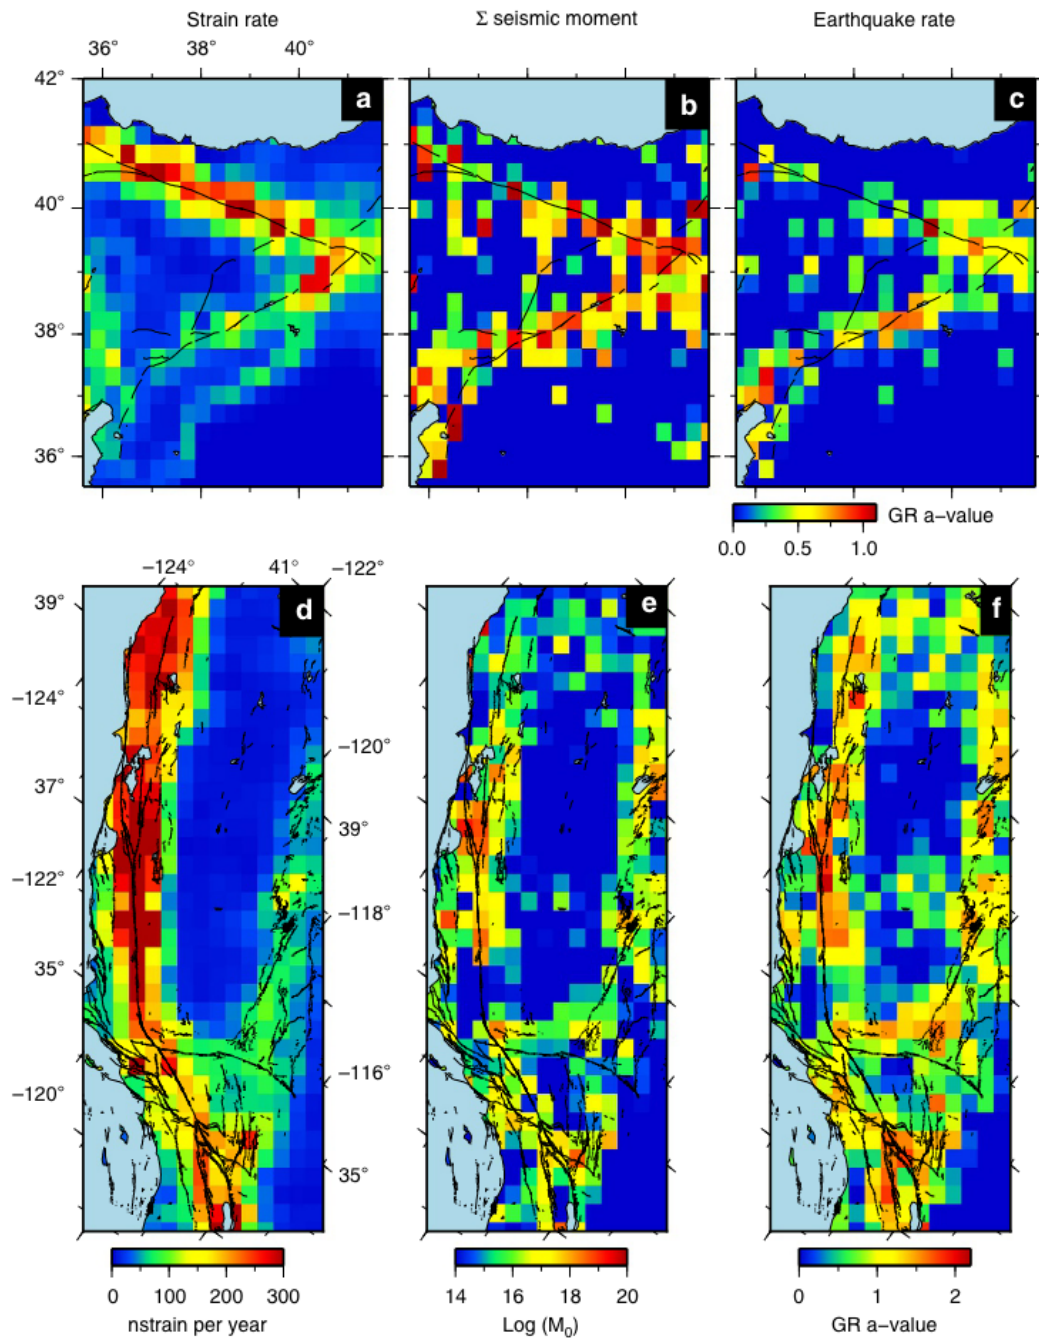 Strain rate
Σ seismic moment
Earthquake rate
36° 38° 40°
42°
a b c
40°
38°
36°
GR a−value
0.0 0.5 1.0
−124° 41° −122°
39° d e f
−124°
−120°
37°
39°
−122°
−118°
35°
−116°
−120°
35°
0 100 200 300
nstrain per year
14 16 18 20
Log (M₀)
0 1 2
GR a−value